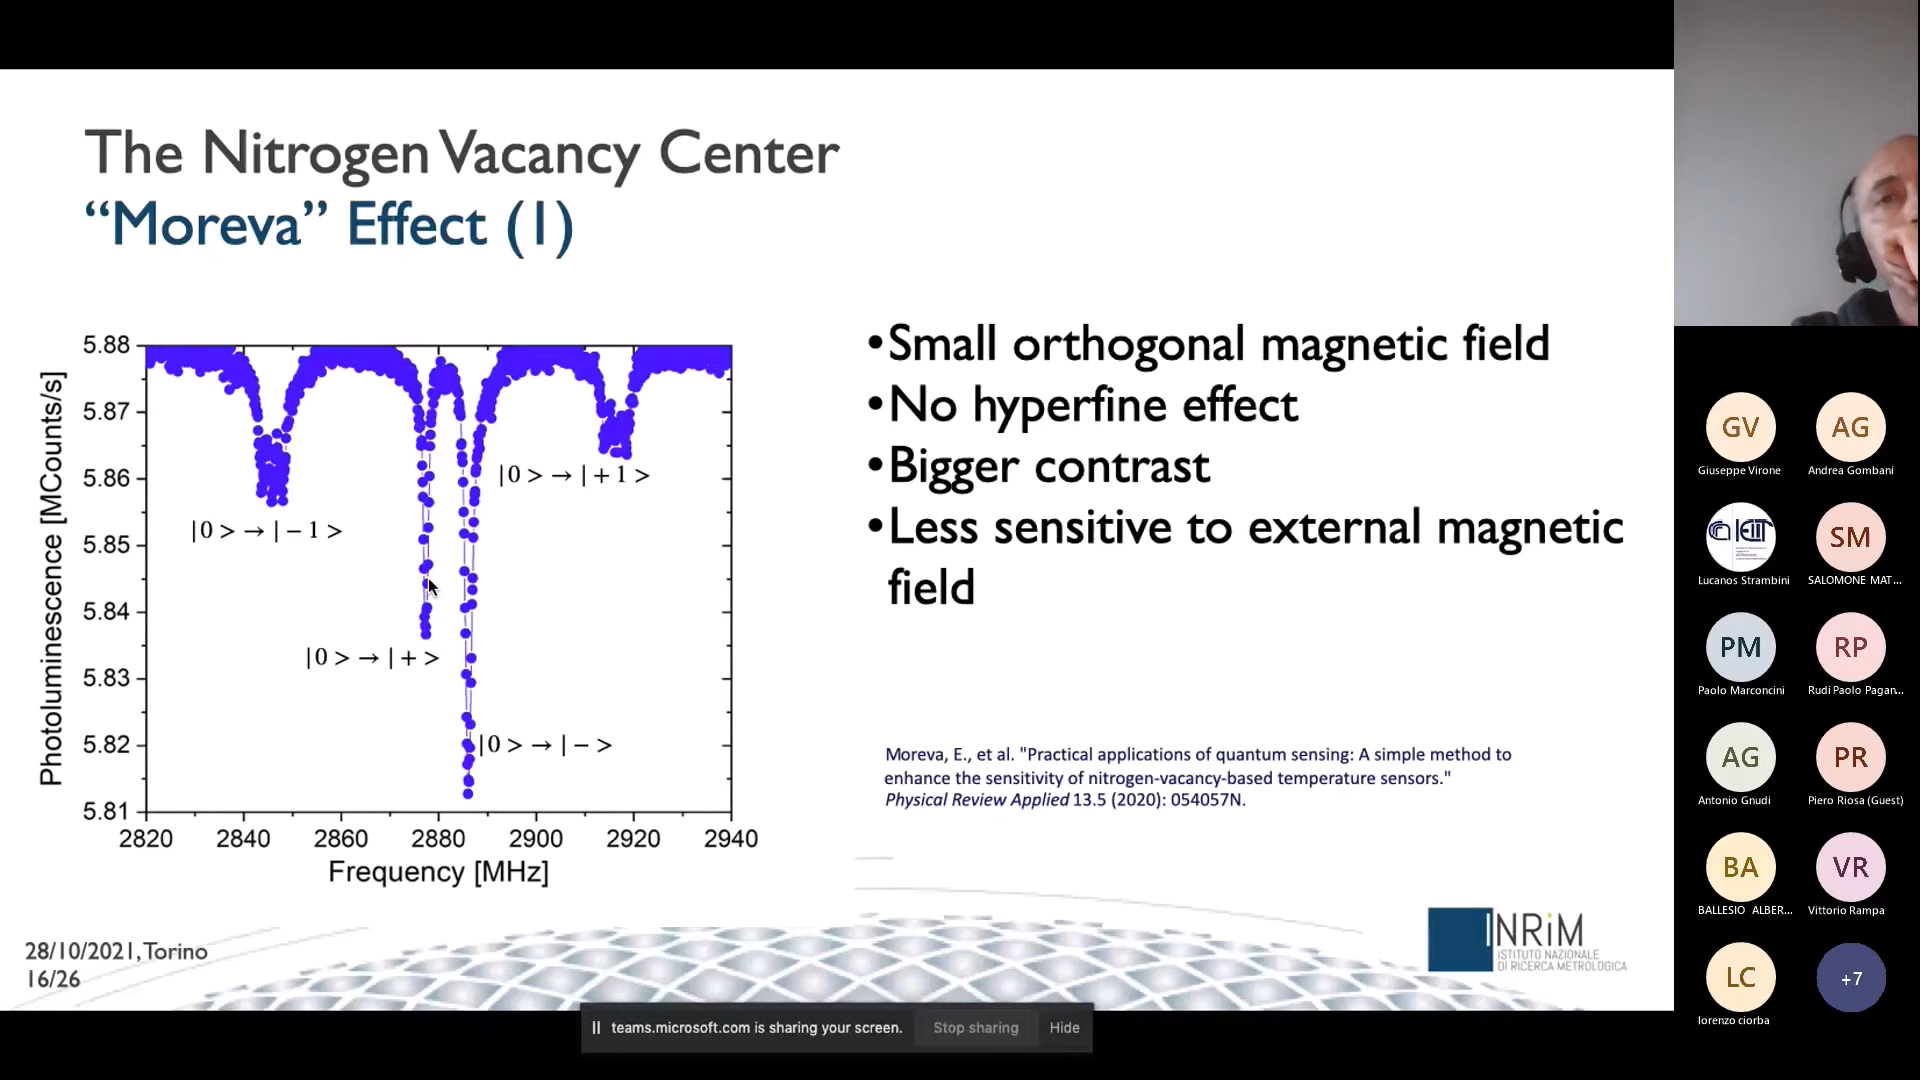 The Nitrogen Vacancy Center
“Moreva” Effect (1)
Photoluminescence [MCounts/s]
5.88
5.87
5.86
5.85
5.84
5.83
5.82
5.81
2820 2840 2860 2880 2900 2920 2940
Frequency [MHz]
|0 > → | − 1 >
|0 > → | + >
|0 > → | + 1 >
|0 > → | − >
•Small orthogonal magnetic field
•No hyperfine effect
•Bigger contrast
•Less sensitive to external magnetic
field
Moreva, E., et al. "Practical applications of quantum sensing: A simple method to
enhance the sensitivity of nitrogen-vacancy-based temperature sensors."
Physical Review Applied 13.5 (2020): 054057N.
28/10/2021, Torino
16/26
INRiM
ISTITUTO NAZIONALE
DI RICERCA METROLOGICA
teams.microsoft.com is sharing your screen. Stop sharing Hide
GV AG
Giuseppe Virone Andrea Gombani
IEIIT SM
Lucanos Strambini SALOMONE MAT...
PM RP
Paolo Marconcini Rudi Paolo Pagan...
AG PR
Antonio Gnudi Piero Riosa (Guest)
BA VR
BALLESIO ALBER... Vittorio Rampa
LC +7
lorenzo ciorba